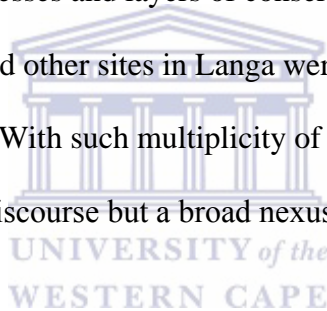 esses and layers of conser
d other sites in Langa wer
With such multiplicity of
iscourse but a broad nexus
UNIVERSITY of the
WESTERN CAPE